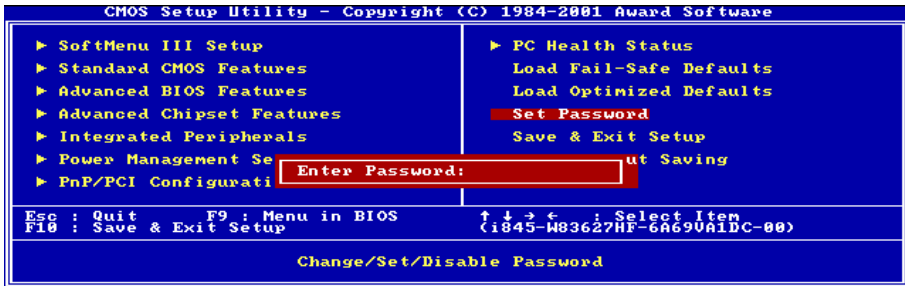 CMOS Setup Utility - Copyright (C) 1984-2001 Award Software
► SoftMenu III Setup
► Standard CMOS Features
► Advanced BIOS Features
► Advanced Chipset Features
► Integrated Peripherals
► Power Management Se
► PnP/PCI Configurati
► PC Health Status
Load Fail-Safe Defaults
Load Optimized Defaults
Set Password
Save & Exit Setup
ut Saving
Enter Password:
Esc : Quit F9 : Menu in BIOS ↑ ↓ → ← : Select Item
F10 : Save & Exit Setup (i845-W83627HF-6A69VA1DC-00)
Change/Set/Disable Password